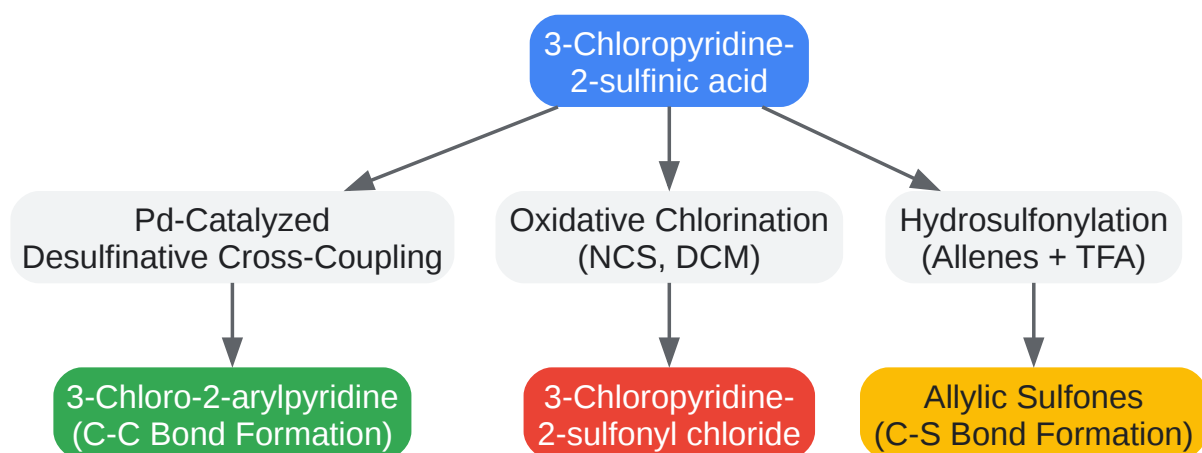 3-Chloropyridine-
2-sulfinic acid
Pd-Catalyzed
Desulfinative Cross-Coupling
Oxidative Chlorination
(NCS, DCM)
Hydrosulfonylation
(Allenes + TFA)
3-Chloro-2-arylpyridine
(C-C Bond Formation)
3-Chloropyridine-
2-sulfonyl chloride
Allylic Sulfones
(C-S Bond Formation)